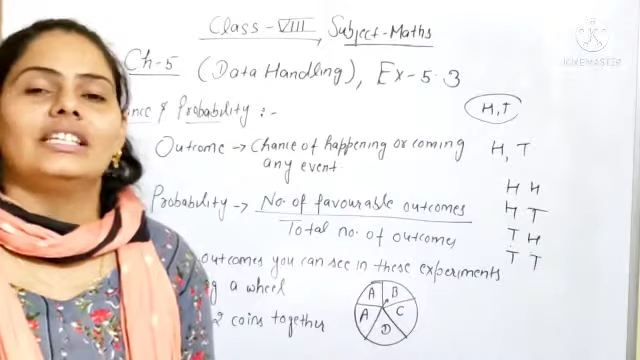 Class - VIII Subject - Maths
Ch-5 (Data Handling), Ex - 5.3
& Probability :-
H, T
Outcome → Chance of happening or coming
any event.
H, T
Probability → No. of favourable outcomes
Total no. of outcomes
H H
H T
T H
T T
outcomes you can see in these experiments
a wheel
2 coins together
A B
A C
D
JK
JOKEMASTER